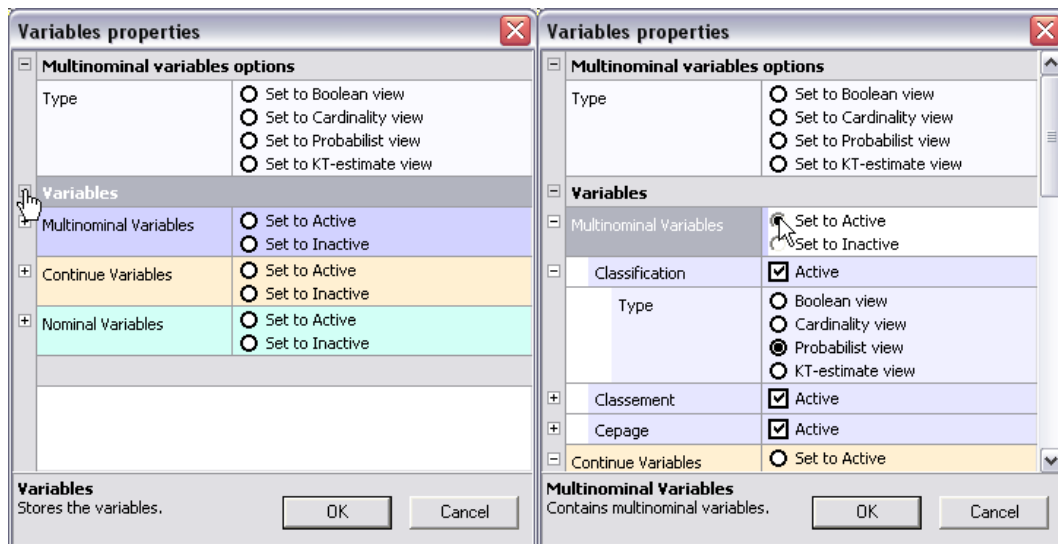 Variables properties
Multinominal variables options
Type
Set to Boolean view
Set to Cardinality view
Set to Probabilist view
Set to KT-estimate view
Variables
Multinominal Variables
Set to Active
Set to Inactive
Continue Variables
Set to Active
Set to Inactive
Nominal Variables
Set to Active
Set to Inactive
Variables
Stores the variables.
OK
Cancel
Variables properties
Multinominal variables options
Type
Set to Boolean view
Set to Cardinality view
Set to Probabilist view
Set to KT-estimate view
Variables
Multinominal Variables
Set to Active
Set to Inactive
Classification
Active
Type
Boolean view
Cardinality view
Probabilist view
KT-estimate view
Classement
Active
Cepage
Active
Continue Variables
Set to Active
Multinominal Variables
Contains multinominal variables.
OK
Cancel